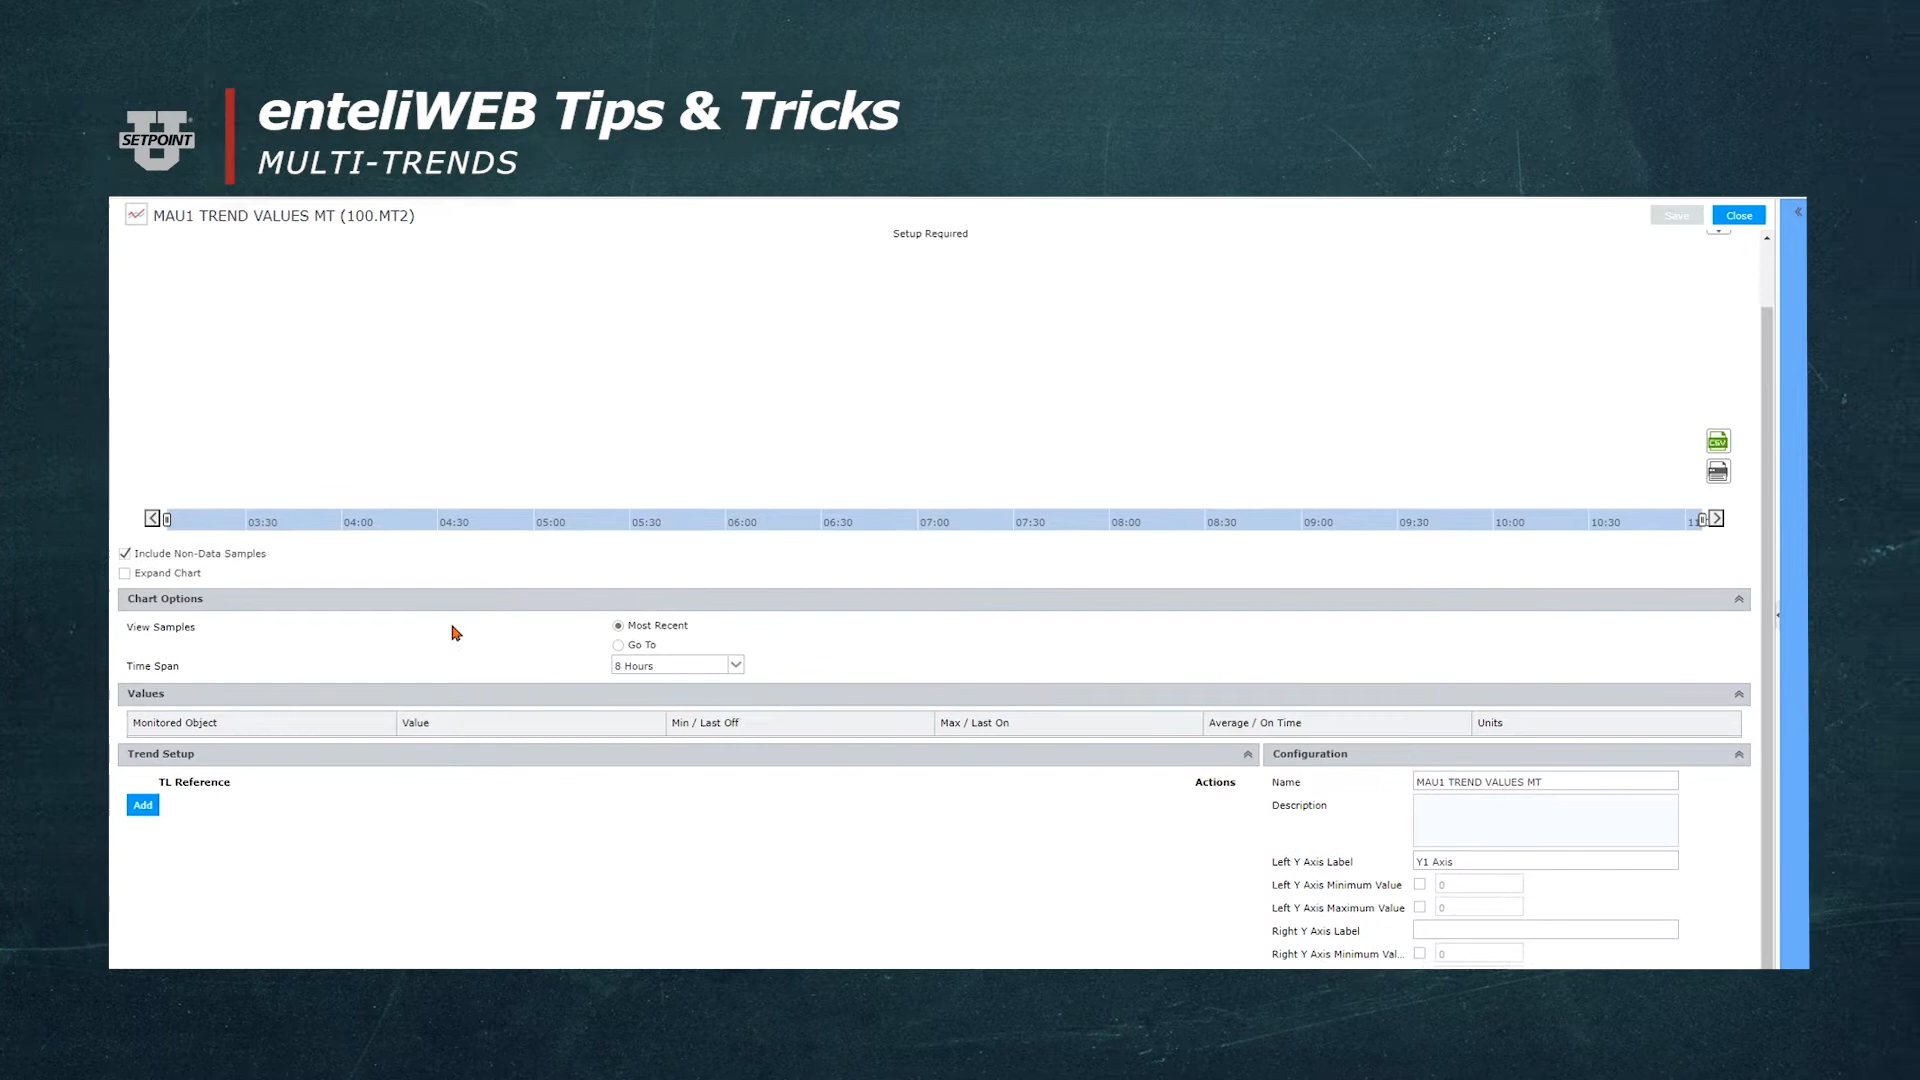 enteliWEB Tips & Tricks
SETPOINT
MULTI-TRENDS
MAU1 TREND VALUES MT (100.MT2)
Save
Close
Setup Required
CSV
03:30 04:00 04:30 05:00 05:30 06:00 06:30 07:00 07:30 08:00 08:30 09:00 09:30 10:00 10:30
Include Non-Data Samples
Expand Chart
Chart Options
View Samples
Most Recent
Go To
Time Span
8 Hours
Values
Monitored Object Value Min / Last Off Max / Last On Average / On Time Units
Trend Setup
Configuration
TL Reference
Actions
Name
MAU1 TREND VALUES MT
Add
Description
Left Y Axis Label
Y1 Axis
Left Y Axis Minimum Value
0
Left Y Axis Maximum Value
0
Right Y Axis Label
Right Y Axis Minimum Val...
0